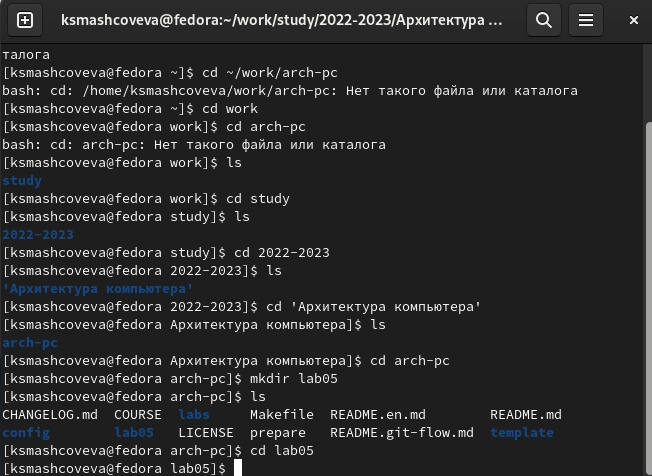 ksmashcoveva@fedora:~/work/study/2022-2023/Архитектура ...
талога
[ksmashcoveva@fedora ~]$ cd ~/work/arch-pc
bash: cd: /home/ksmashcoveva/work/arch-pc: Нет такого файла или каталога
[ksmashcoveva@fedora ~]$ cd work
[ksmashcoveva@fedora work]$ cd arch-pc
bash: cd: arch-pc: Нет такого файла или каталога
[ksmashcoveva@fedora work]$ ls
study
[ksmashcoveva@fedora work]$ cd study
[ksmashcoveva@fedora study]$ ls
2022-2023
[ksmashcoveva@fedora study]$ cd 2022-2023
[ksmashcoveva@fedora 2022-2023]$ ls
'Архитектура компьютера'
[ksmashcoveva@fedora 2022-2023]$ cd 'Архитектура компьютера'
[ksmashcoveva@fedora Архитектура компьютера]$ ls
arch-pc
[ksmashcoveva@fedora Архитектура компьютера]$ cd arch-pc
[ksmashcoveva@fedora arch-pc]$ mkdir lab05
[ksmashcoveva@fedora arch-pc]$ ls
CHANGELOG.md  COURSE  labs     Makefile  README.en.md        README.md
config        lab05   LICENSE  prepare   README.git-flow.md  template
[ksmashcoveva@fedora arch-pc]$ cd lab05
[ksmashcoveva@fedora lab05]$